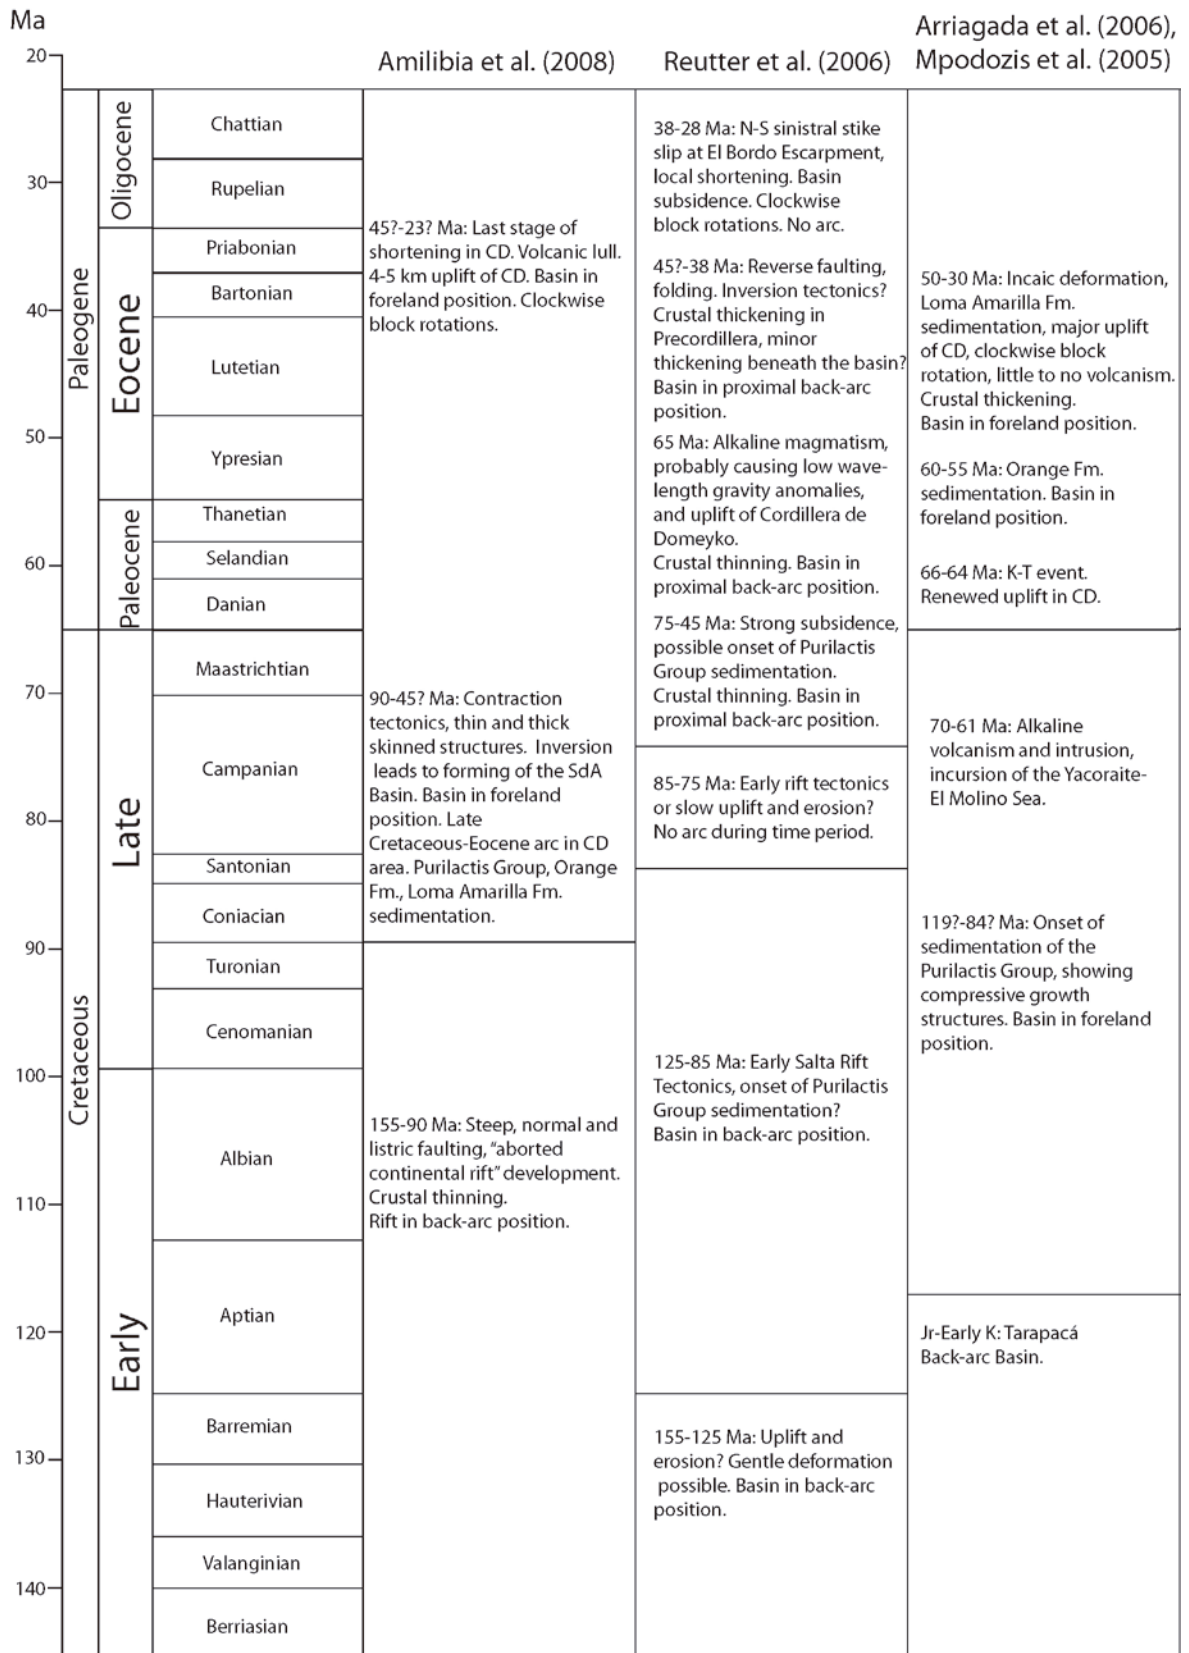 Ma
Amilibia et al. (2008)
Reutter et al. (2006)
Arriagada et al. (2006),
Mpodozis et al. (2005)
20
30
40
50
60
70
80
90
100
110
120
130
140
Paleogene
Cretaceous
Oligocene
Eocene
Paleocene
Late
Early
Chattian
Rupelian
Priabonian
Bartonian
Lutetian
Ypresian
Thanetian
Selandian
Danian
Maastrichtian
Campanian
Santonian
Coniacian
Turonian
Cenomanian
Albian
Aptian
Barremian
Hauterivian
Valanginian
Berriasian
45?-23? Ma: Last stage of
shortening in CD. Volcanic lull.
4-5 km uplift of CD. Basin in
foreland position. Clockwise
block rotations.
90-45? Ma: Contraction
tectonics, thin and thick
skinned structures. Inversion
leads to forming of the SdA
Basin. Basin in foreland
position. Late
Cretaceous-Eocene arc in CD
area. Purilactis Group, Orange
Fm., Loma Amarilla Fm.
sedimentation.
155-90 Ma: Steep, normal and
listric faulting, "aborted
continental rift" development.
Crustal thinning.
Rift in back-arc position.
38-28 Ma: N-S sinistral stike
slip at El Bordo Escarpment,
local shortening. Basin
subsidence. Clockwise
block rotations. No arc.
45?-38 Ma: Reverse faulting,
folding. Inversion tectonics?
Crustal thickening in
Precordillera, minor
thickening beneath the basin?
Basin in proximal back-arc
position.
65 Ma: Alkaline magmatism,
probably causing low wave-
length gravity anomalies,
and uplift of Cordillera de
Domeyko.
Crustal thinning. Basin in
proximal back-arc position.
75-45 Ma: Strong subsidence,
possible onset of Purilactis
Group sedimentation.
Crustal thinning. Basin in
proximal back-arc position.
85-75 Ma: Early rift tectonics
or slow uplift and erosion?
No arc during time period.
125-85 Ma: Early Salta Rift
Tectonics, onset of Purilactis
Group sedimentation?
Basin in back-arc position.
155-125 Ma: Uplift and
erosion? Gentle deformation
possible. Basin in back-arc
position.
50-30 Ma: Incaic deformation,
Loma Amarilla Fm.
sedimentation, major uplift
of CD, clockwise block
rotation, little to no volcanism.
Crustal thickening.
Basin in foreland position.
60-55 Ma: Orange Fm.
sedimentation. Basin in
foreland position.
66-64 Ma: K-T event.
Renewed uplift in CD.
70-61 Ma: Alkaline
volcanism and intrusion,
incursion of the Yacoraite-
El Molino Sea.
119?-84? Ma: Onset of
sedimentation of the
Purilactis Group, showing
compressive growth
structures. Basin in foreland
position.
Jr-Early K: Tarapacá
Back-arc Basin.